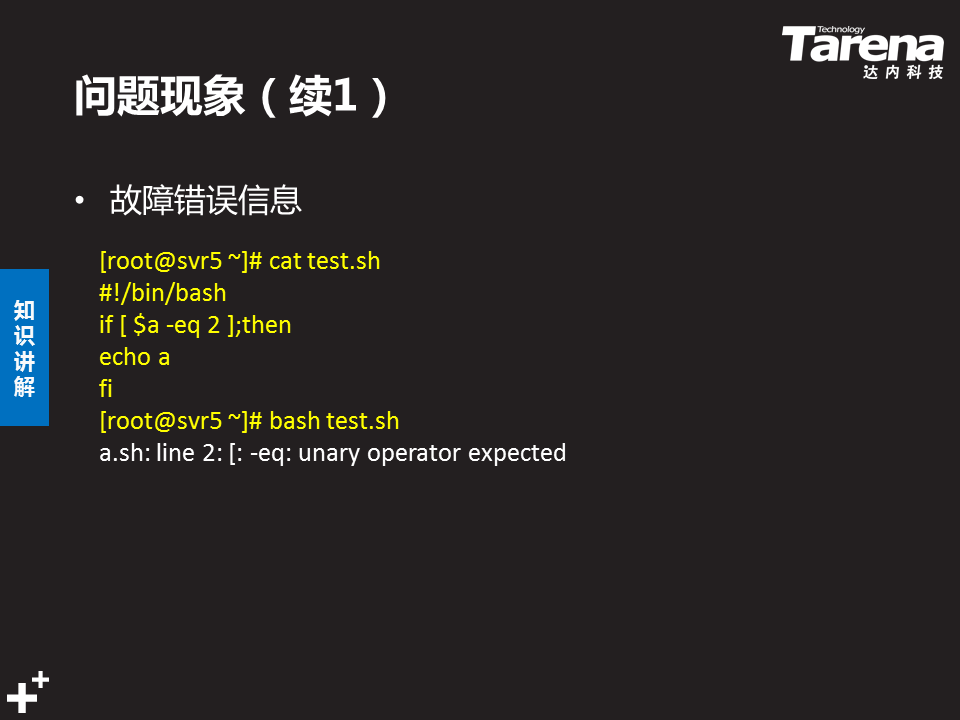 Technology
Tarena
达内科技
问题现象（续1）
• 故障错误信息
[root@svr5 ~]# cat test.sh
#!/bin/bash
if [ $a -eq 2 ];then
echo a
fi
[root@svr5 ~]# bash test.sh
a.sh: line 2: [: -eq: unary operator expected
知
识
讲
解